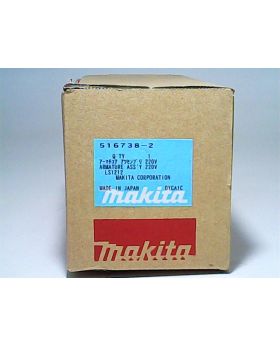 516738-2
Q'TY 1
アーマチュア アッセンブリ 220V
ARMATURE ASS'Y 220V
LS1212
MAKITA CORPORATION
MADE IN JAPAN
makita
makita